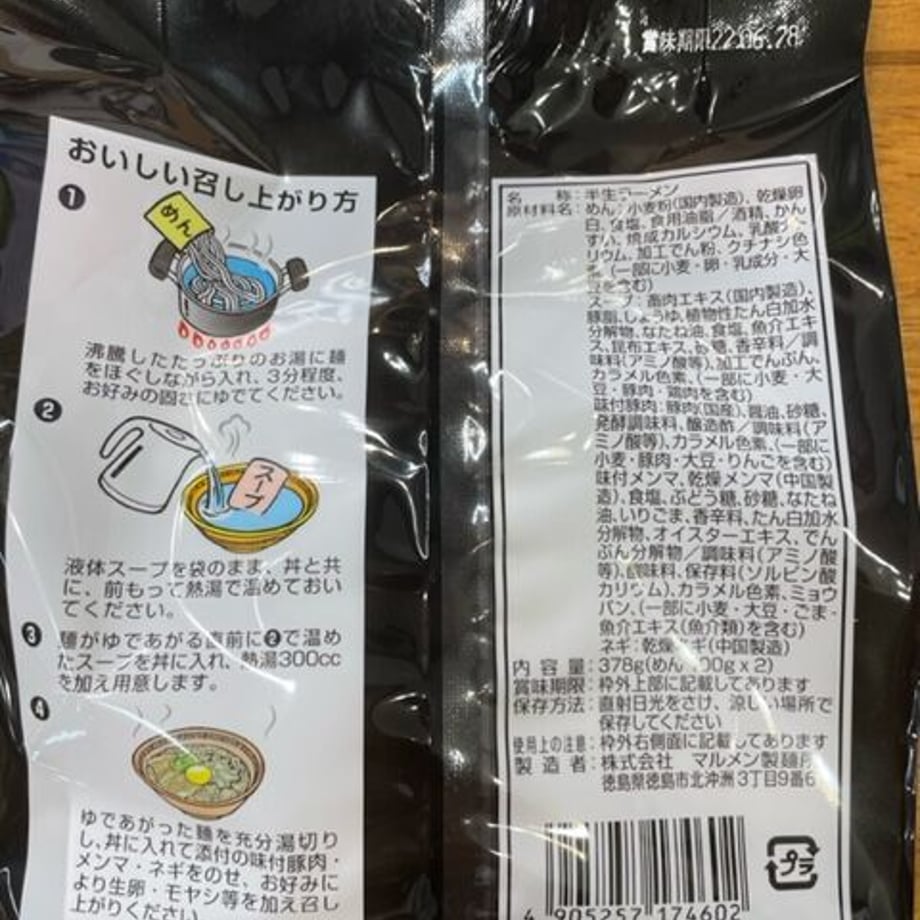 賞味期限22.06.28
おいしい召し上がり方
1
めん
沸騰したたっぷりのお湯に麺
をほぐしながら入れ、3分程度、
お好みの固さにゆでてください。
2
スープ
液体スープを袋のまま、丼と共
に、前もって熱湯で温めておい
てください。
3
麺がゆであがる直前に❷で温め
たスープを丼に入れ、熱湯300cc
を加え用意します。
4
ゆであがった麺を充分湯切り
し、丼に入れて添付の味付豚肉・
メンマ・ネギをのせ、お好みに
より生卵・モヤシ等を加え召し
上がりください
名称:半生ラーメン
原材料名:めん:小麦粉(国内製造)、乾燥卵
白、食塩、食用油脂/酒精、かん
すい、焼成カルシウム、乳酸ナ
リウム、加工でん粉、クチナシ色
素、(一部に小麦・卵・乳成分・大
豆を含む)
スープ:畜肉エキス(国内製造)、
豚脂、しょうゆ、植物性たん白加水
分解物、なたね油、食塩、魚介エキ
ス、昆布エキス、砂糖、香辛料/調
味料(アミノ酸等)、加工でんぷん、
カラメル色素、(一部に小麦・大
豆・豚肉・鶏肉を含む)
味付豚肉:豚肉(国産)、醤油、砂糖、
発酵調味料、醸造酢/調味料(ア
ミノ酸等)、カラメル色素、(一部に
小麦・豚肉・大豆・りんごを含む)
味付メンマ、乾燥メンマ(中国製
造)、食塩、ぶどう糖、砂糖、なたね
油、いりごま、香辛料、たん白加水
分解物、オイスターエキス、でん
ぷん分解物/調味料(アミノ酸
等)、酸味料、保存料(ソルビン酸
カリウム)、カラメル色素、ミョウ
バン、(一部に小麦・大豆・ごま・
魚介エキス(魚介類)を含む)
ネギ:乾燥ネギ(中国製造)
内容量:378g(めん100g x 2)
賞味期限:枠外上部に記載してあります
保存方法:直射日光をさけ、涼しい場所で
保存してください
使用上の注意:枠外右側面に記載してあります
製造者:株式会社 マルメン製麺所
徳島県徳島市北沖洲3丁目9番6
プラ
4 905257 174602